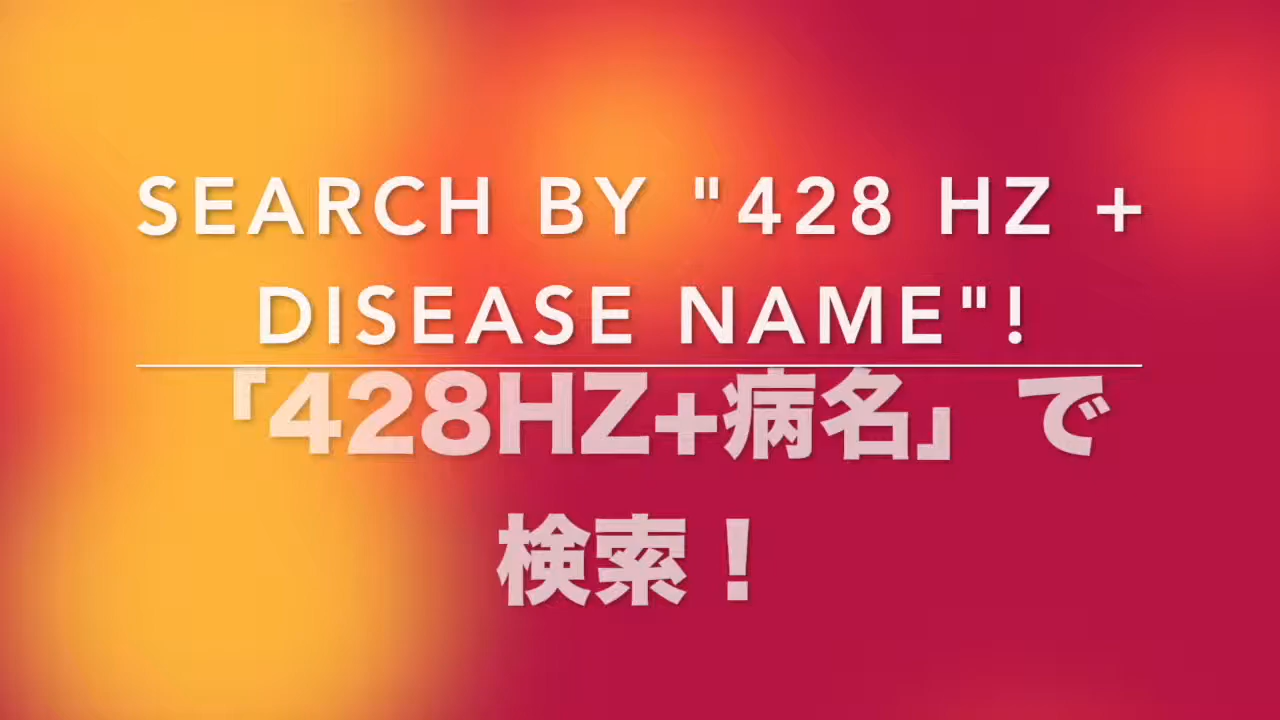 SEARCH BY "428 HZ +
DISEASE NAME"!
「428HZ+病名」で
検索！